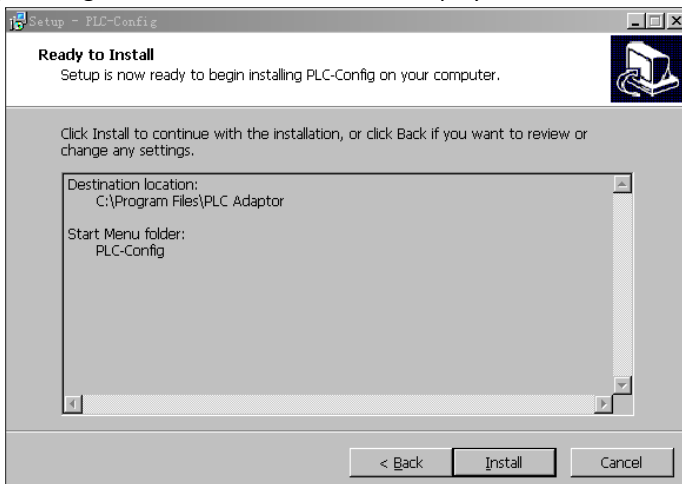 Setup - PLC-Config
Ready to Install
Setup is now ready to begin installing PLC-Config on your computer.
Click Install to continue with the installation, or click Back if you want to review or
change any settings.
Destination location:
C:\Program Files\PLC Adaptor
Start Menu folder:
PLC-Config
< Back
Install
Cancel